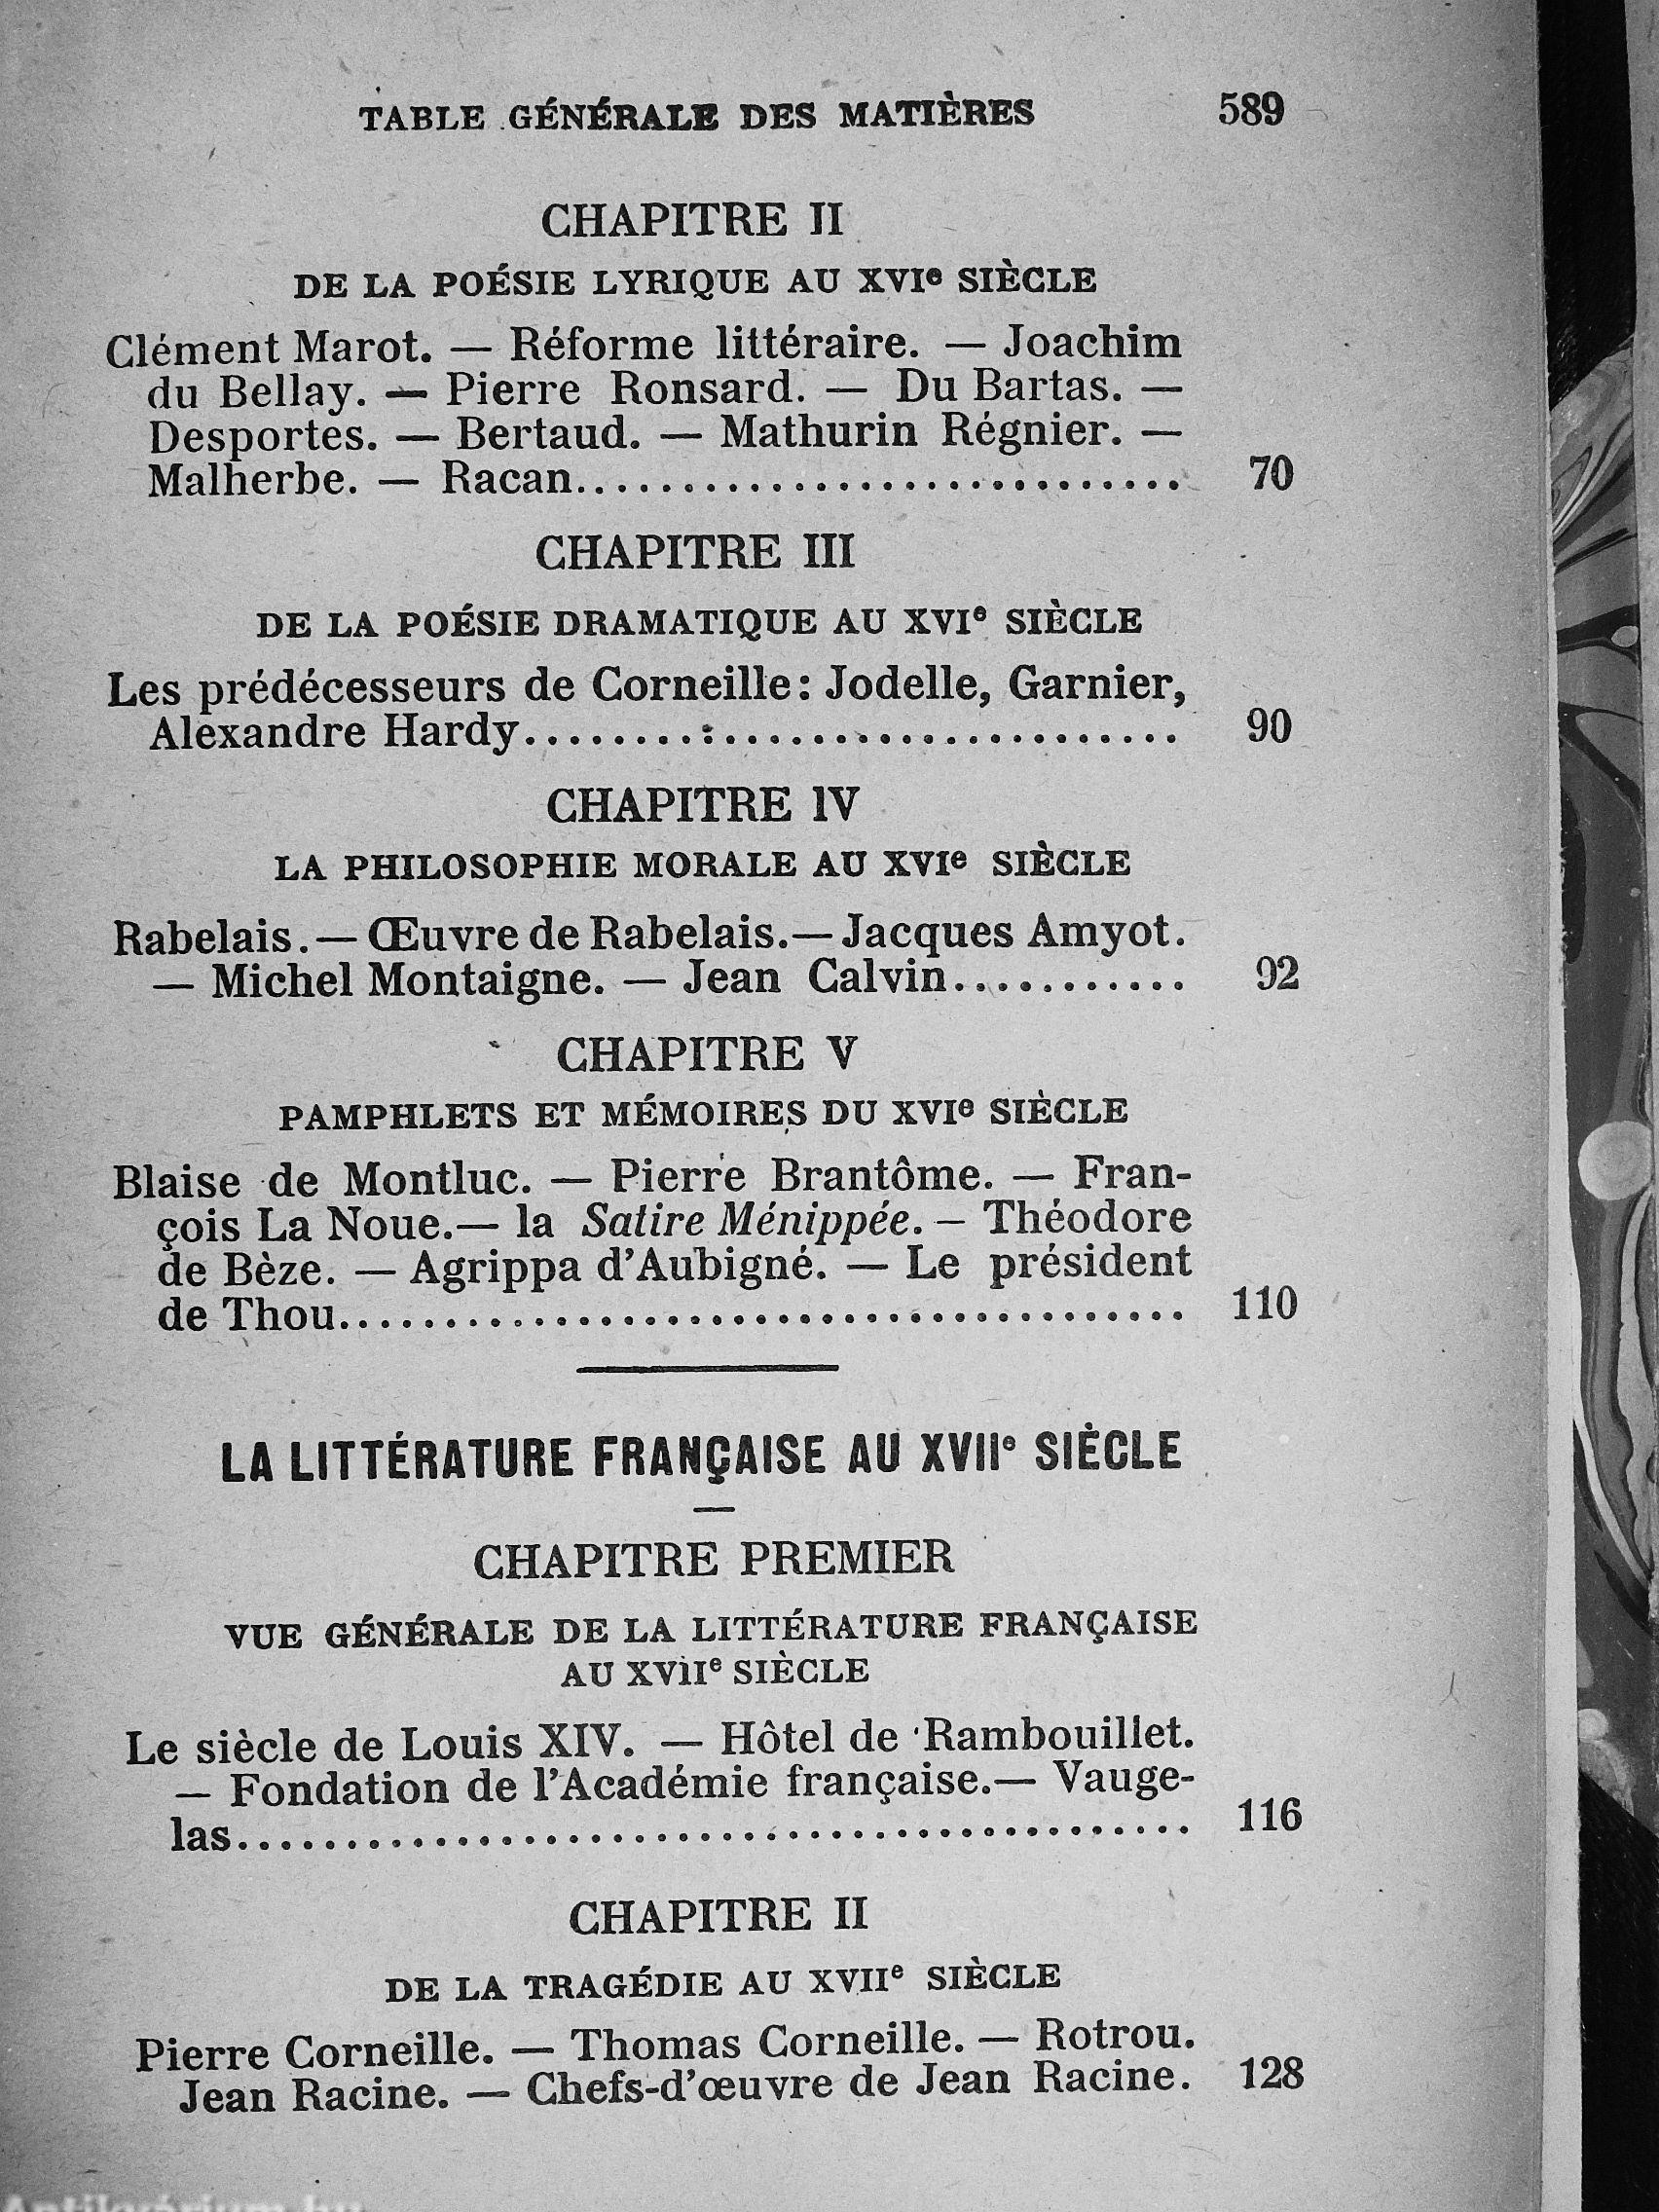 TABLE GÉNÉRALE DES MATIÈRES 589
CHAPITRE II
DE LA POÉSIE LYRIQUE AU XVIe SIÈCLE
Clément Marot. — Réforme littéraire. — Joachim
du Bellay. — Pierre Ronsard. — Du Bartas. —
Desportes. — Bertaud. — Mathurin Régnier. —
Malherbe. — Racan............................ 70
CHAPITRE III
DE LA POÉSIE DRAMATIQUE AU XVIe SIÈCLE
Les prédécesseurs de Corneille: Jodelle, Garnier,
Alexandre Hardy.............................. 90
CHAPITRE IV
LA PHILOSOPHIE MORALE AU XVIe SIÈCLE
Rabelais. — Œuvre de Rabelais. — Jacques Amyot.
— Michel Montaigne. — Jean Calvin........... 92
CHAPITRE V
PAMPHLETS ET MÉMOIRES DU XVIe SIÈCLE
Blaise de Montluc. — Pierre Brantôme. — Fran-
çois La Noue. — la Satire Ménippée. — Théodore
de Bèze. — Agrippa d'Aubigné. — Le président
de Thou....................................... 110
LA LITTÉRATURE FRANÇAISE AU XVIIe SIÈCLE
CHAPITRE PREMIER
VUE GÉNÉRALE DE LA LITTÉRATURE FRANÇAISE
AU XVIIe SIÈCLE
Le siècle de Louis XIV. — Hôtel de Rambouillet.
— Fondation de l'Académie française. — Vauge-
las............................................ 116
CHAPITRE II
DE LA TRAGÉDIE AU XVIIe SIÈCLE
Pierre Corneille. — Thomas Corneille. — Rotrou.
Jean Racine. — Chefs-d'œuvre de Jean Racine. 128